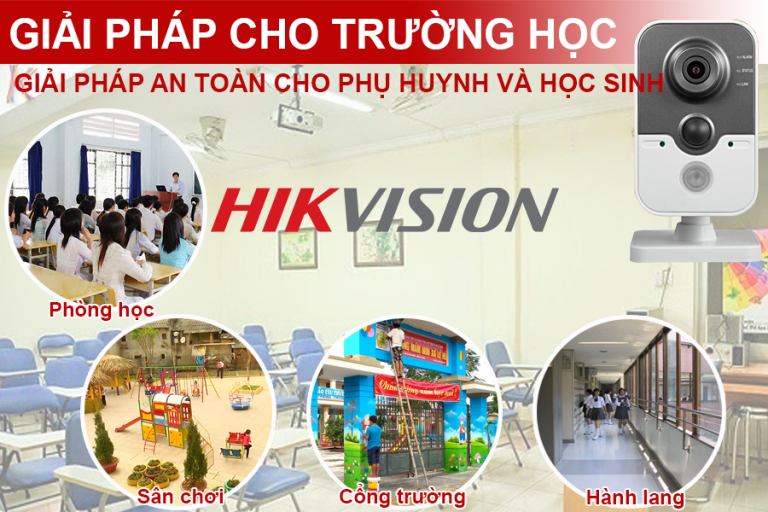 GIẢI PHÁP CHO TRƯỜNG HỌC
GIẢI PHÁP AN TOÀN CHO PHỤ HUYNH VÀ HỌC SINH
HIKVISION
Phòng học
Sân chơi
Cổng trường
Hành lang